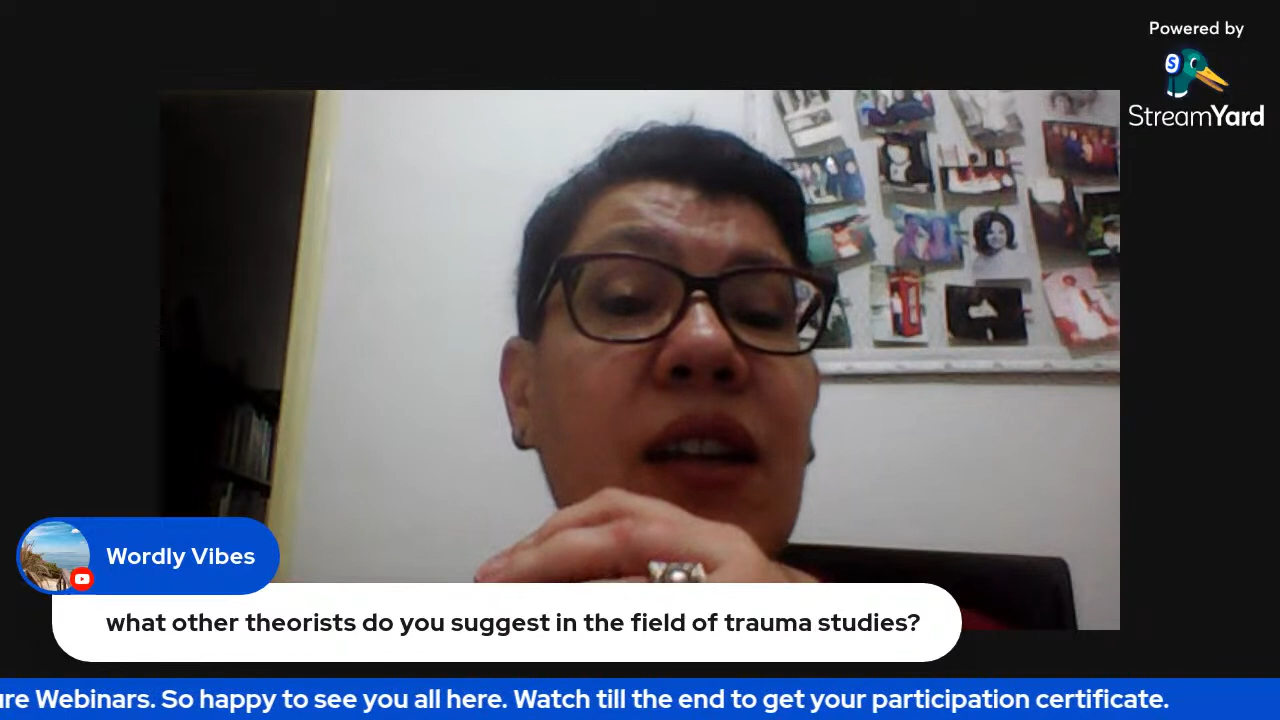 Powered by
StreamYard
Wordly Vibes
what other theorists do you suggest in the field of trauma studies?
ure Webinars. So happy to see you all here. Watch till the end to get your participation certificate.